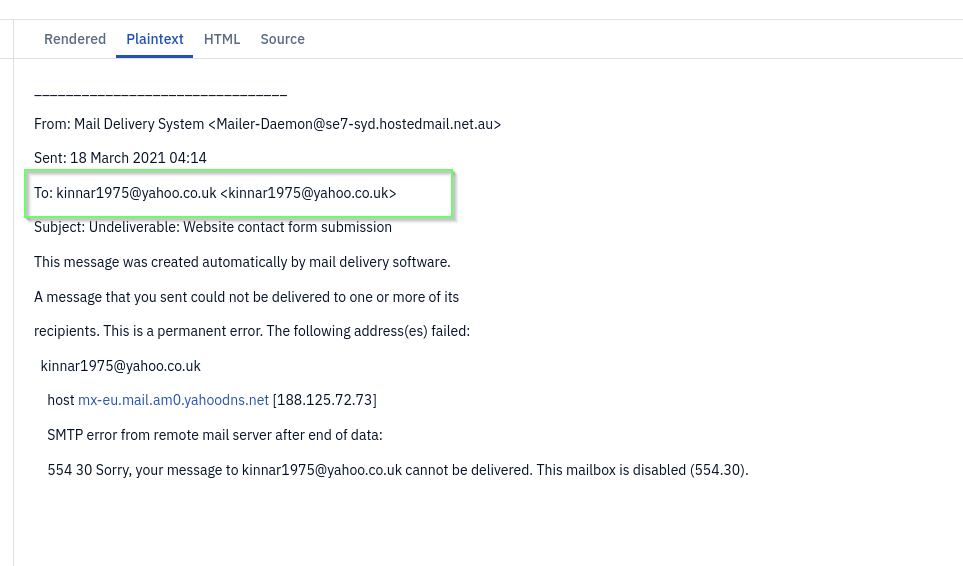 Rendered Plaintext HTML Source
________________________________
From: Mail Delivery System <Mailer-Daemon@se7-syd.hostedmail.net.au>
Sent: 18 March 2021 04:14
To: kinnar1975@yahoo.co.uk <kinnar1975@yahoo.co.uk>
Subject: Undeliverable: Website contact form submission
This message was created automatically by mail delivery software.
A message that you sent could not be delivered to one or more of its
recipients. This is a permanent error. The following address(es) failed:
kinnar1975@yahoo.co.uk
host mx-eu.mail.am0.yahoodns.net [188.125.72.73]
SMTP error from remote mail server after end of data:
554 30 Sorry, your message to kinnar1975@yahoo.co.uk cannot be delivered. This mailbox is disabled (554.30).